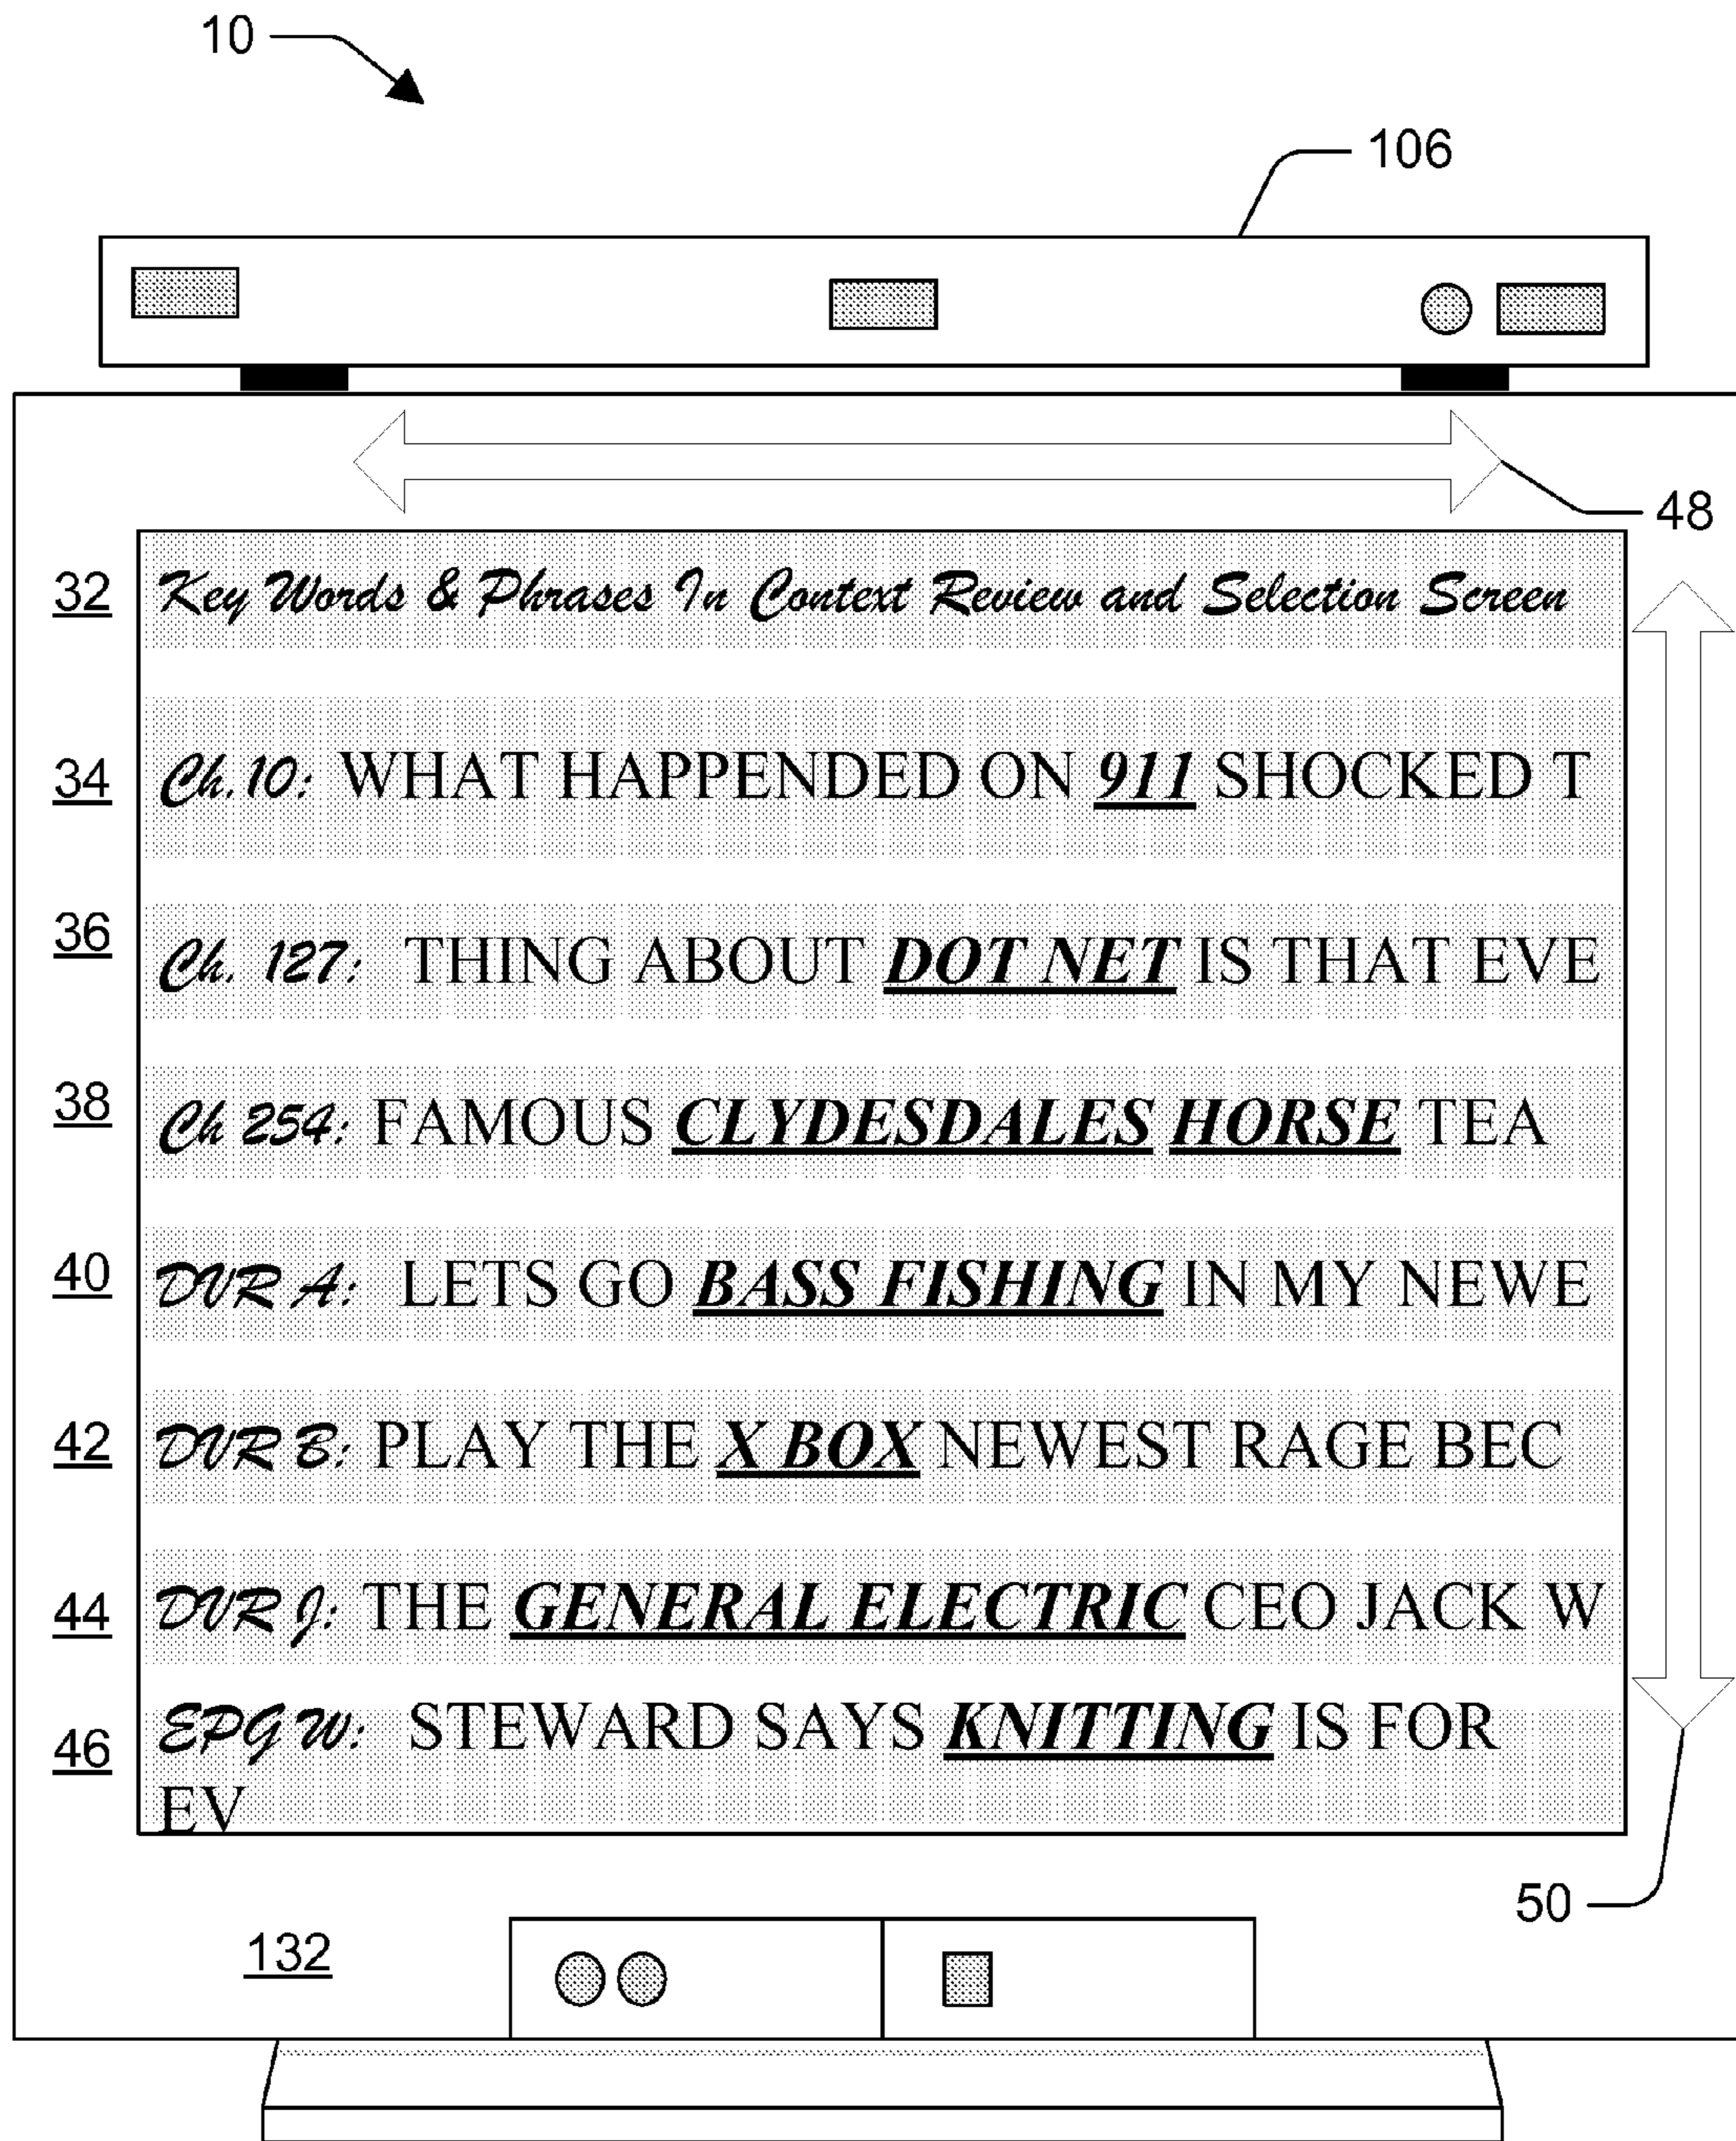 10
106
48
32 Key Words & Phrases In Context Review and Selection Screen
34 Ch. 10: WHAT HAPPENDED ON 911 SHOCKED T
36 Ch. 127: THING ABOUT DOT NET IS THAT EVE
38 Ch 254: FAMOUS CLYDESDALES HORSE TEA
40 DVR A: LETS GO BASS FISHING IN MY NEWE
42 DVR B: PLAY THE X BOX NEWEST RAGE BEC
44 DVR J: THE GENERAL ELECTRIC CEO JACK W
46 EPG W: STEWARD SAYS KNITTING IS FOR
EV
50
132